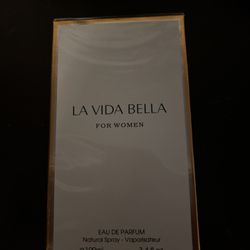 LA VIDA BELLA
FOR WOMEN
EAU DE PARFUM
Natural Spray - Vaporisateur